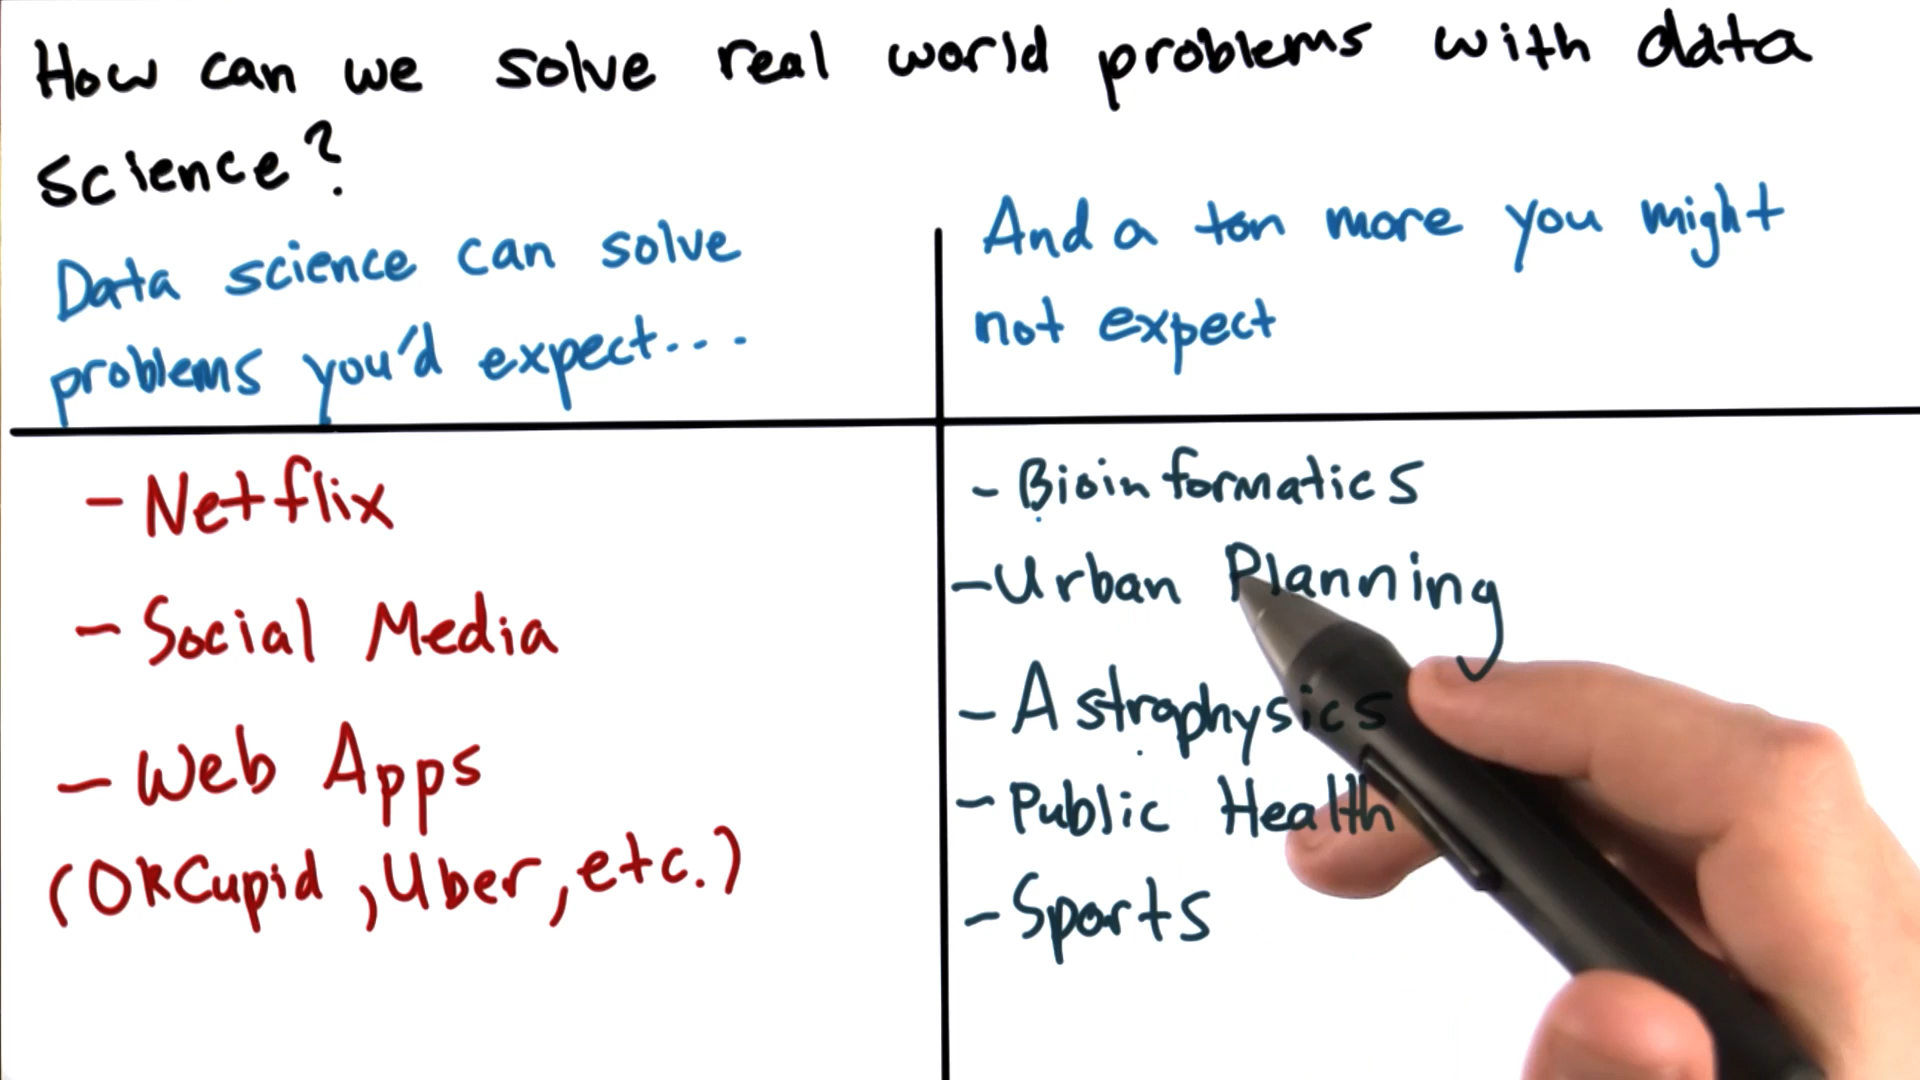 How can we solve real world problems with data
science?
Data science can solve
problems you'd expect...
- Netflix
- Social Media
- Web Apps
(OkCupid, Uber, etc.)
And a ton more you might
not expect
- Bioinformatics
- Urban Planning
- Astrophysics
- Public Health
- Sports